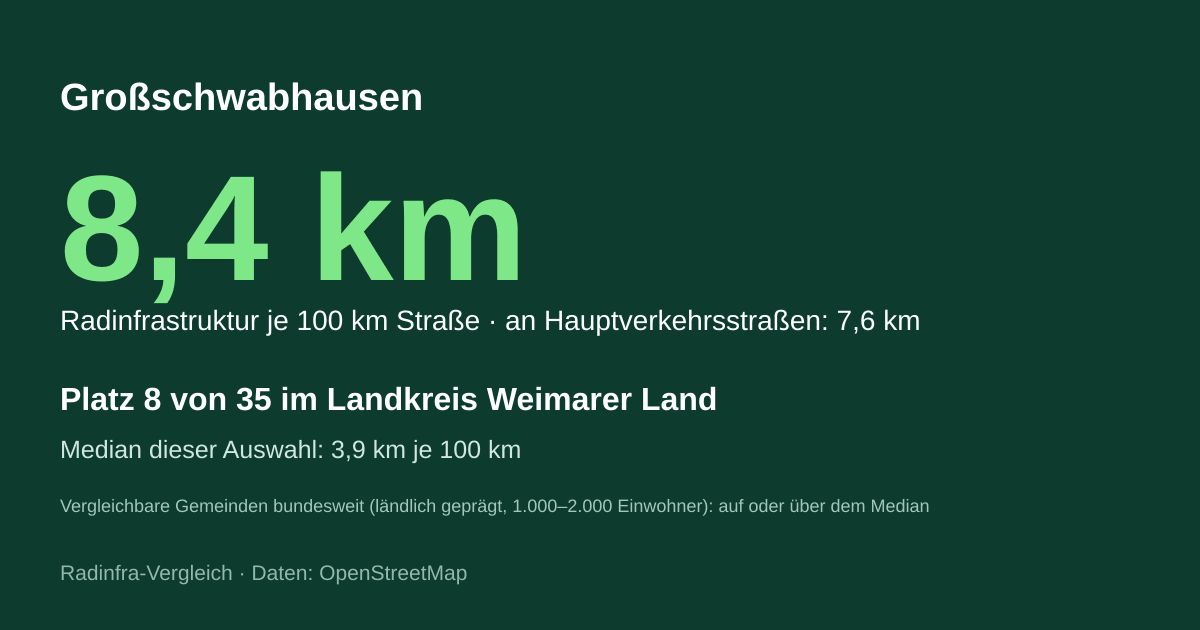 Großschwabhausen
8,4 km
Radinfrastruktur je 100 km Straße · an Hauptverkehrsstraßen: 7,6 km
Platz 8 von 35 im Landkreis Weimarer Land
Median dieser Auswahl: 3,9 km je 100 km
Vergleichbare Gemeinden bundesweit (ländlich geprägt, 1.000–2.000 Einwohner): auf oder über dem Median
Radinfra-Vergleich · Daten: OpenStreetMap